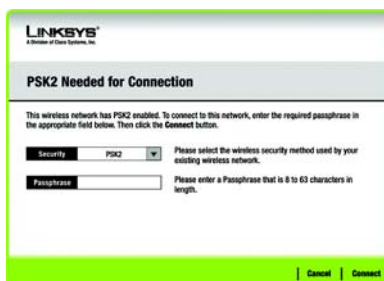 LINKSYS®
A Division of Cisco Systems, Inc.
PSK2 Needed for Connection
This wireless network has PSK2 enabled. To connect to this network, enter the required passphrase in
the appropriate field below. Then click the Connect button.
Security PSK2 Please select the wireless security method used by your
existing wireless network.
Passphrase Please enter a Passphrase that is 8 to 63 characters in
length.
Cancel Connect